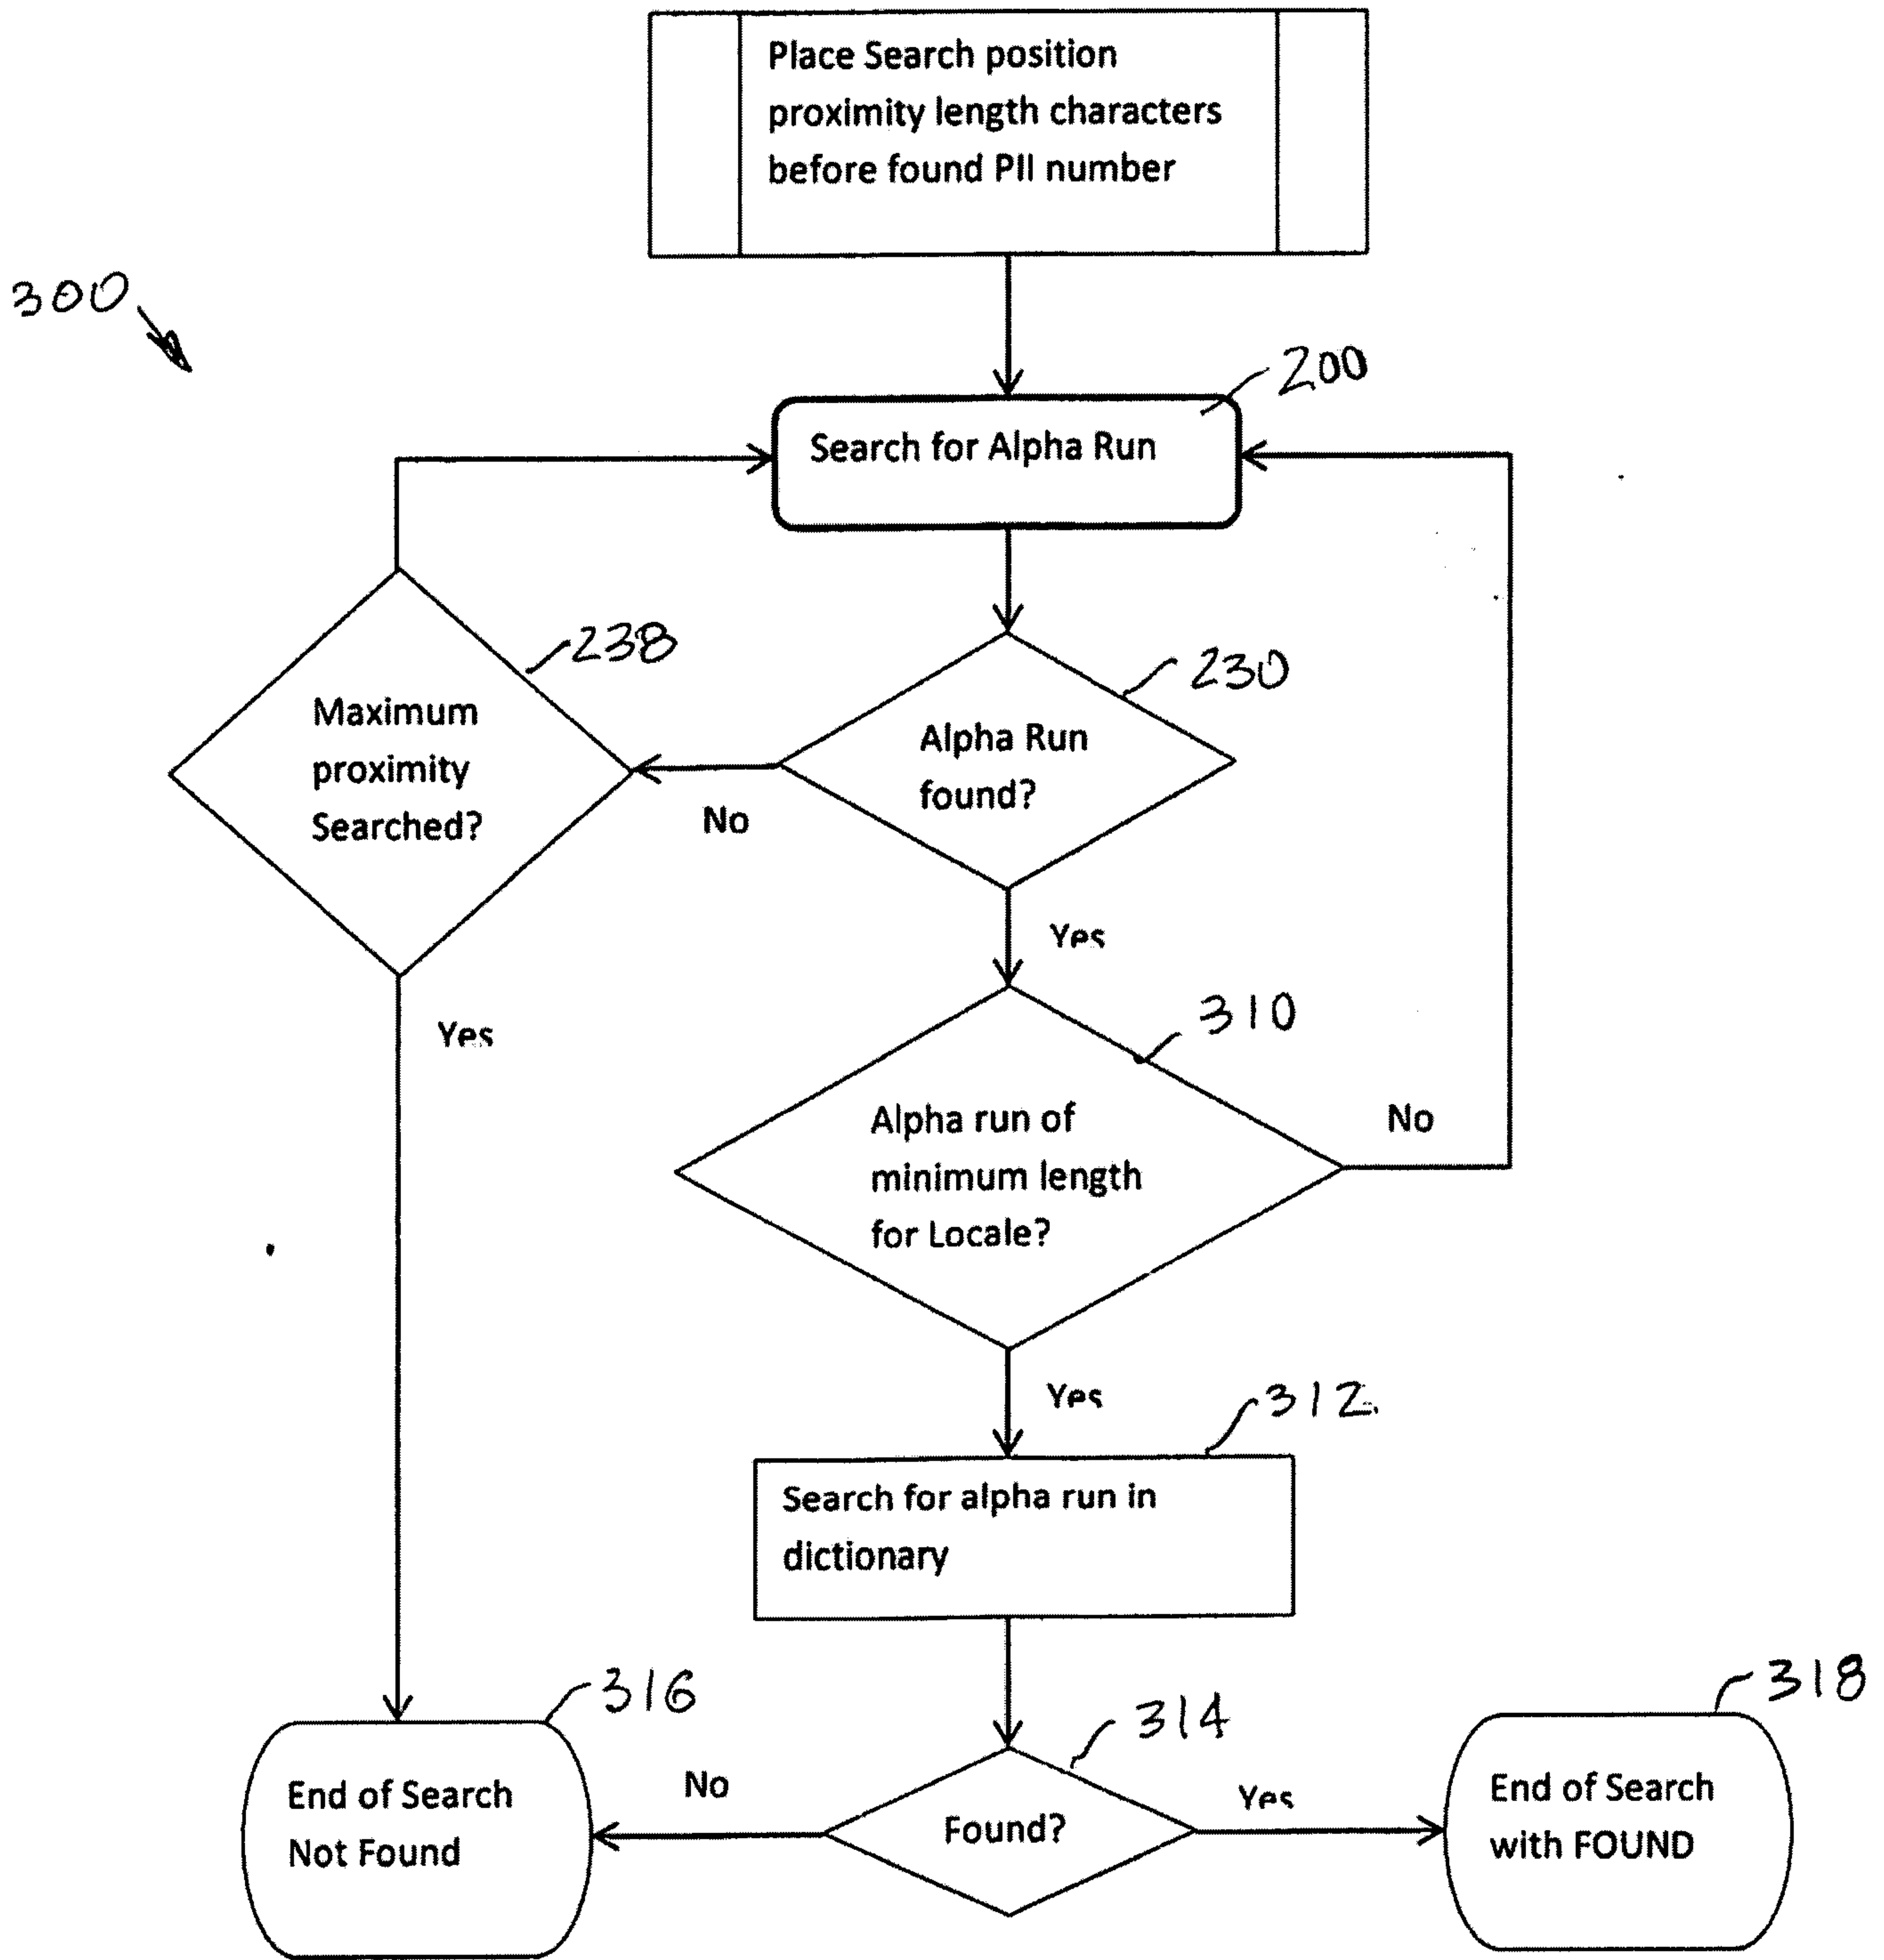 Place Search position
proximity length characters
before found PII number
300
200
Search for Alpha Run
238
230
Maximum
proximity
Searched?
Alpha Run
found?
No
Yes
Yes
310
Alpha run of
minimum length
for Locale?
No
Yes
312
Search for alpha run in
dictionary
316
314
318
End of Search
Not Found
No
Found?
Yes
End of Search
with FOUND